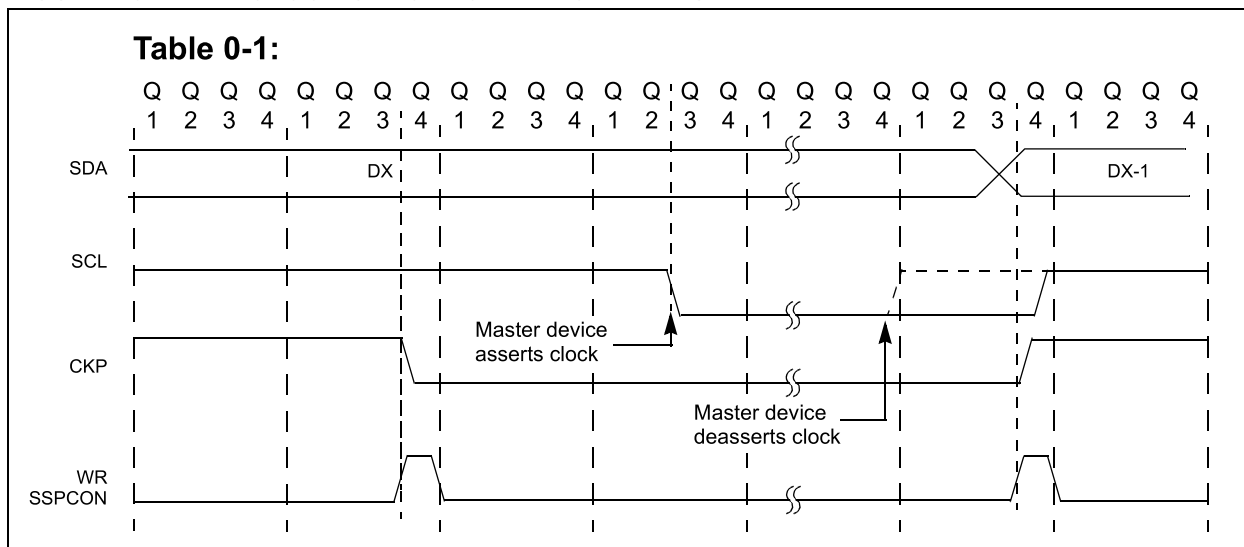 Table 0-1:
Q Q Q Q Q Q Q Q Q Q Q Q Q Q Q Q Q Q Q Q Q Q Q Q Q Q Q Q
1 2 3 4 1 2 3 4 1 2 3 4 1 2 3 4 1 2 3 4 1 2 3 4 1 2 3 4
SDA
DX
DX-1
SCL
Master device
asserts clock
CKP
Master device
deasserts clock
WR
SSPCON